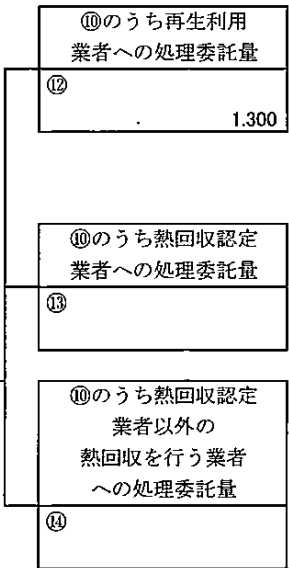 ⑩のうち再生利用
業者への処理委託量
⑫
1.300
⑩のうち熱回収認定
業者への処理委託量
⑬
⑩のうち熱回収認定
業者以外の
熱回収を行う業者
への処理委託量
⑭